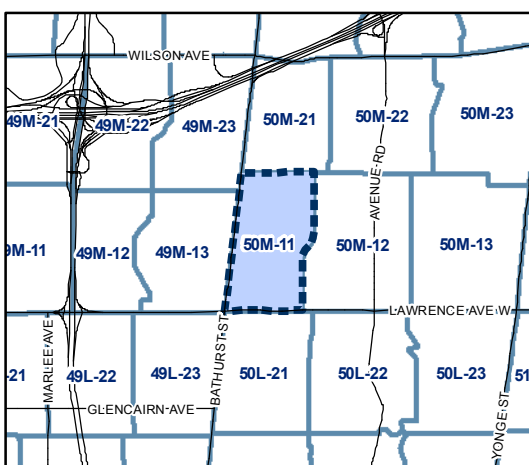 WILSON AVE
49M-21
49M-22
49M-23
50M-21
50M-22
50M-23
AVENUE RD
9M-11
49M-12
49M-13
50M-11
50M-12
50M-13
LAWRENCE AVE W
MARLEE AVE
BATHURST ST
-21
49L-22
49L-23
50L-21
50L-22
50L-23
51
GLENCAIRN AVE
YONGE ST